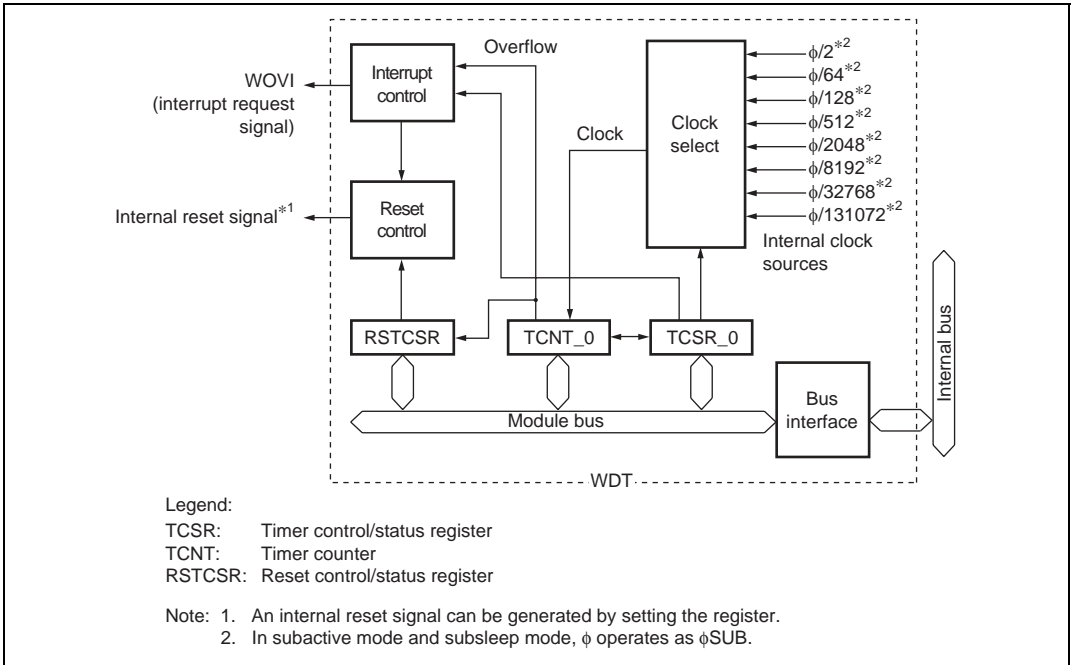 Overflow
WOVI
(interrupt request
signal)
Interrupt
control
Internal reset signal*1
Reset
control
Clock
Clock
select
ϕ/2*2
ϕ/64*2
ϕ/128*2
ϕ/512*2
ϕ/2048*2
ϕ/8192*2
ϕ/32768*2
ϕ/131072*2
Internal clock
sources
RSTCSR
TCNT_0
TCSR_0
Module bus
Bus
interface
Internal bus
WDT
Legend:
TCSR: Timer control/status register
TCNT: Timer counter
RSTCSR: Reset control/status register
Note: 1. An internal reset signal can be generated by setting the register.
2. In subactive mode and subsleep mode, ϕ operates as ϕSUB.